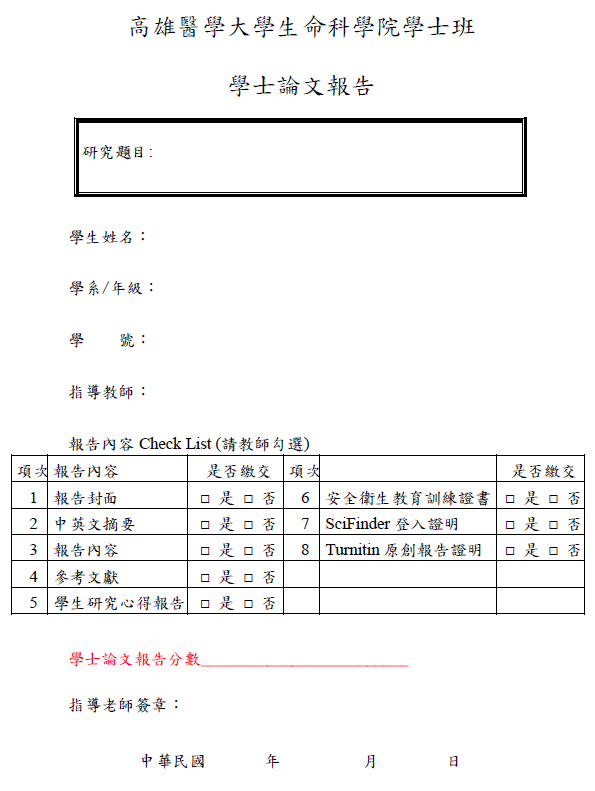 高雄醫學大學生命科學院學士班
學士論文報告
研究題目:
學生姓名：
學系/年級：
學　　號：
指導教師：
報告內容 Check List (請教師勾選)
項次 報告內容 是否繳交 項次 是否繳交
1 報告封面 □ 是 □ 否 6 安全衛生教育訓練證書 □ 是 □ 否
2 中英文摘要 □ 是 □ 否 7 SciFinder 登入證明 □ 是 □ 否
3 報告內容 □ 是 □ 否 8 Turnitin 原創報告證明 □ 是 □ 否
4 參考文獻 □ 是 □ 否
5 學生研究心得報告 □ 是 □ 否
學士論文報告分數_________________________
指導老師簽章：
中華民國　　　年　　　月　　　日